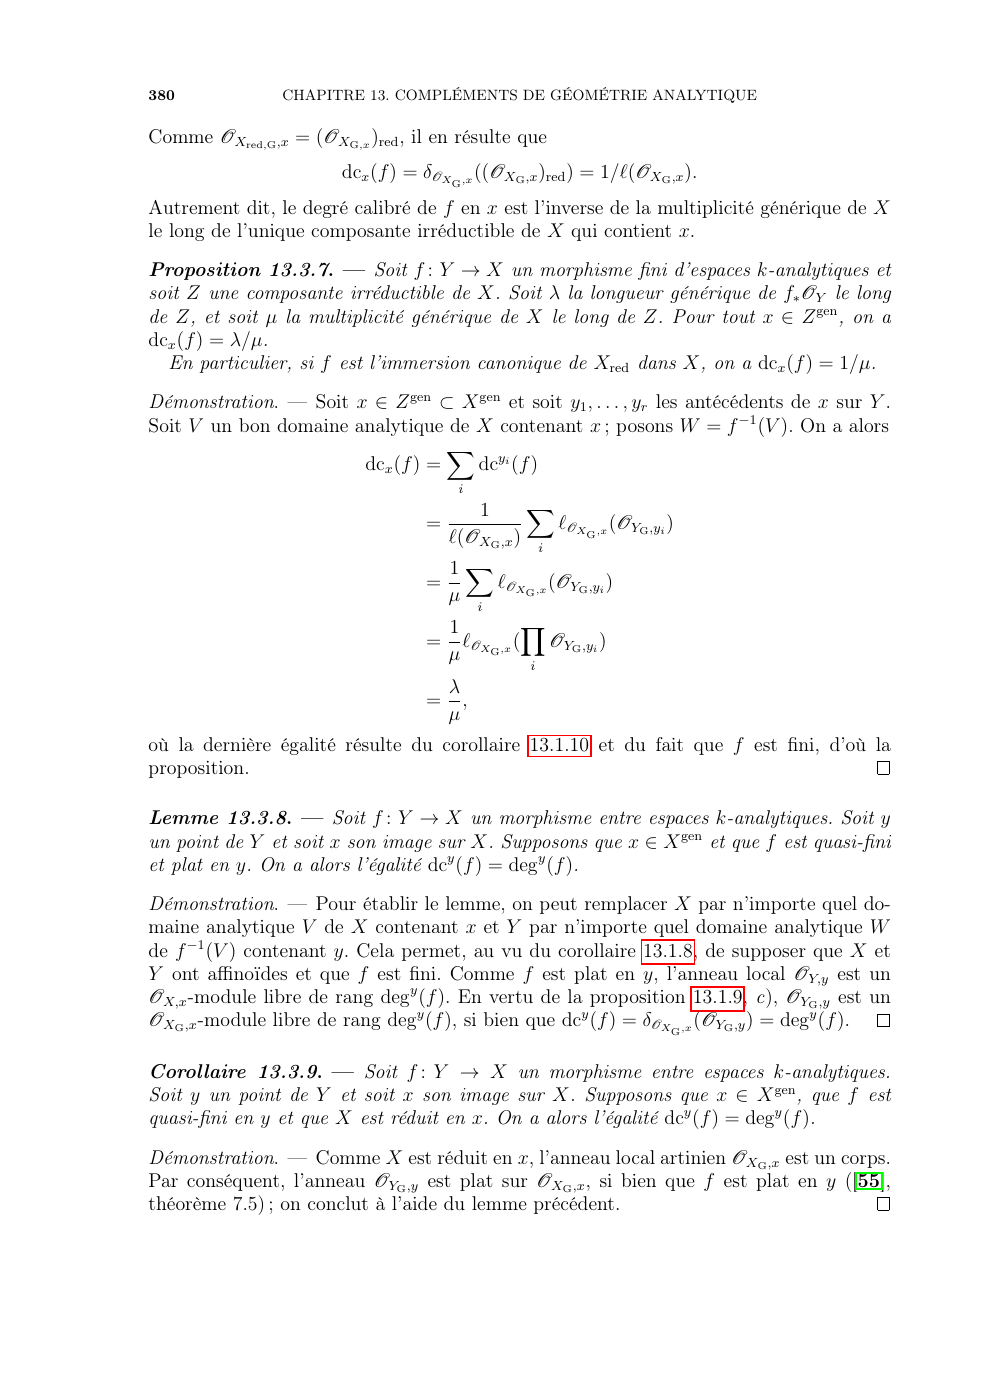 380 CHAPITRE 13. COMPLÉMENTS DE GÉOMÉTRIE ANALYTIQUE
Comme 𝒪_{X_{red,G},x} = (𝒪_{X_G,x})_{red}, il en résulte que
dc_x(f) = δ_{𝒪_{X_G,x}}((𝒪_{X_G,x})_{red}) = 1/ℓ(𝒪_{X_G,x}).
Autrement dit, le degré calibré de f en x est l'inverse de la multiplicité générique de X
le long de l'unique composante irréductible de X qui contient x.
Proposition 13.3.7. — Soit f : Y → X un morphisme fini d'espaces k-analytiques et
soit Z une composante irréductible de X. Soit λ la longueur générique de f_*𝒪_Y le long
de Z, et soit μ la multiplicité générique de X le long de Z. Pour tout x ∈ Z^{gen}, on a
dc_x(f) = λ/μ.
En particulier, si f est l'immersion canonique de X_{red} dans X, on a dc_x(f) = 1/μ.
Démonstration. — Soit x ∈ Z^{gen} ⊂ X^{gen} et soit y_1, . . . , y_r les antécédents de x sur Y.
Soit V un bon domaine analytique de X contenant x ; posons W = f^{−1}(V). On a alors
dc_x(f) = ∑_i dc^{y_i}(f)
= \frac{1}{ℓ(𝒪_{X_G,x})} ∑_i ℓ_{𝒪_{X_G,x}}(𝒪_{Y_G,y_i})
= \frac{1}{μ} ∑_i ℓ_{𝒪_{X_G,x}}(𝒪_{Y_G,y_i})
= \frac{1}{μ} ℓ_{𝒪_{X_G,x}}(∏_i 𝒪_{Y_G,y_i})
= \frac{λ}{μ},
où la dernière égalité résulte du corollaire 13.1.10 et du fait que f est fini, d'où la
proposition. □
Lemme 13.3.8. — Soit f : Y → X un morphisme entre espaces k-analytiques. Soit y
un point de Y et soit x son image sur X. Supposons que x ∈ X^{gen} et que f est quasi-fini
et plat en y. On a alors l'égalité dc^y(f) = deg^y(f).
Démonstration. — Pour établir le lemme, on peut remplacer X par n'importe quel do-
maine analytique V de X contenant x et Y par n'importe quel domaine analytique W
de f^{−1}(V) contenant y. Cela permet, au vu du corollaire 13.1.8, de supposer que X et
Y ont affinoïdes et que f est fini. Comme f est plat en y, l'anneau local 𝒪_{Y,y} est un
𝒪_{X,x}-module libre de rang deg^y(f). En vertu de la proposition 13.1.9, c), 𝒪_{Y_G,y} est un
𝒪_{X_G,x}-module libre de rang deg^y(f), si bien que dc^y(f) = δ_{𝒪_{X_G,x}}(𝒪_{Y_G,y}) = deg^y(f). □
Corollaire 13.3.9. — Soit f : Y → X un morphisme entre espaces k-analytiques.
Soit y un point de Y et soit x son image sur X. Supposons que x ∈ X^{gen}, que f est
quasi-fini en y et que X est réduit en x. On a alors l'égalité dc^y(f) = deg^y(f).
Démonstration. — Comme X est réduit en x, l'anneau local artinien 𝒪_{X_G,x} est un corps.
Par conséquent, l'anneau 𝒪_{Y_G,y} est plat sur 𝒪_{X_G,x}, si bien que f est plat en y ([55],
théorème 7.5) ; on conclut à l'aide du lemme précédent. □